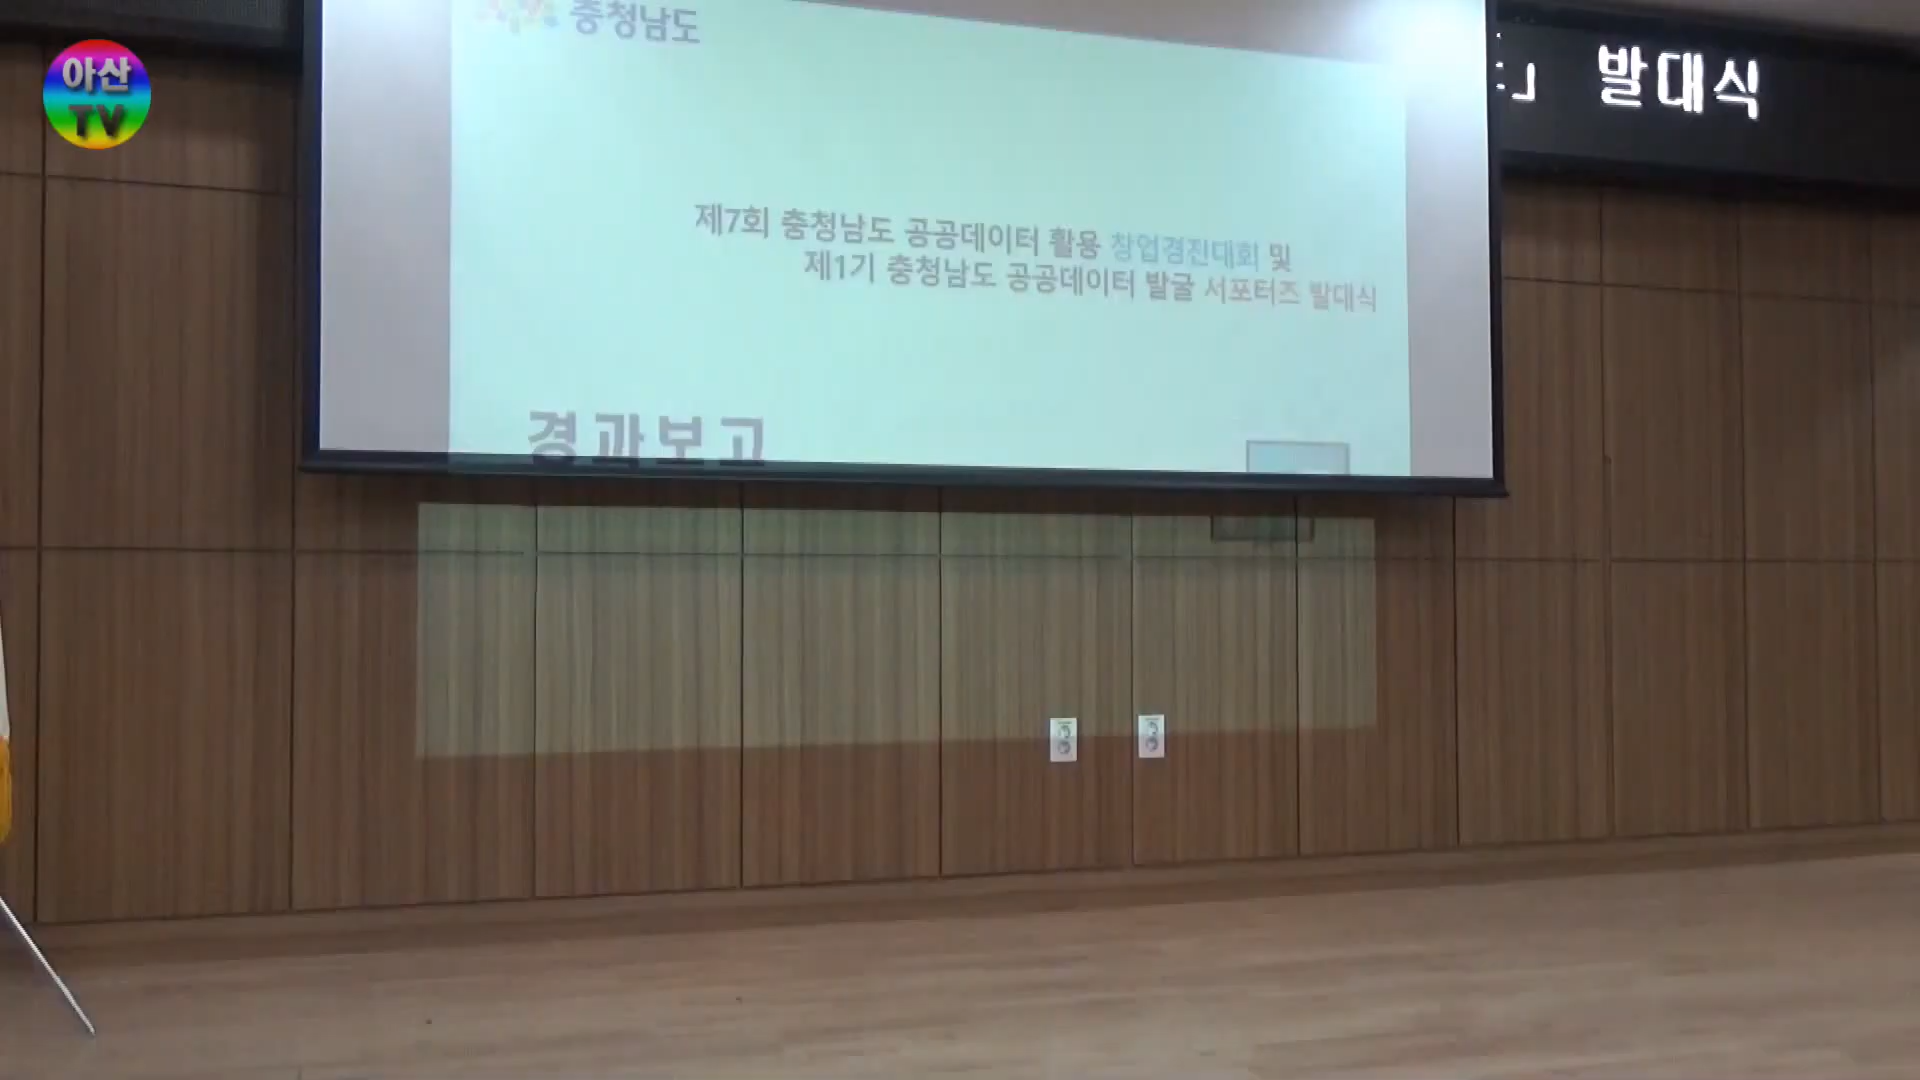 아산
TV
충청남도
」 발대식
제7회 충청남도 공공데이터 활용 창업경진대회 및
제1기 충청남도 공공데이터 발굴 서포터즈 발대식
경과보고